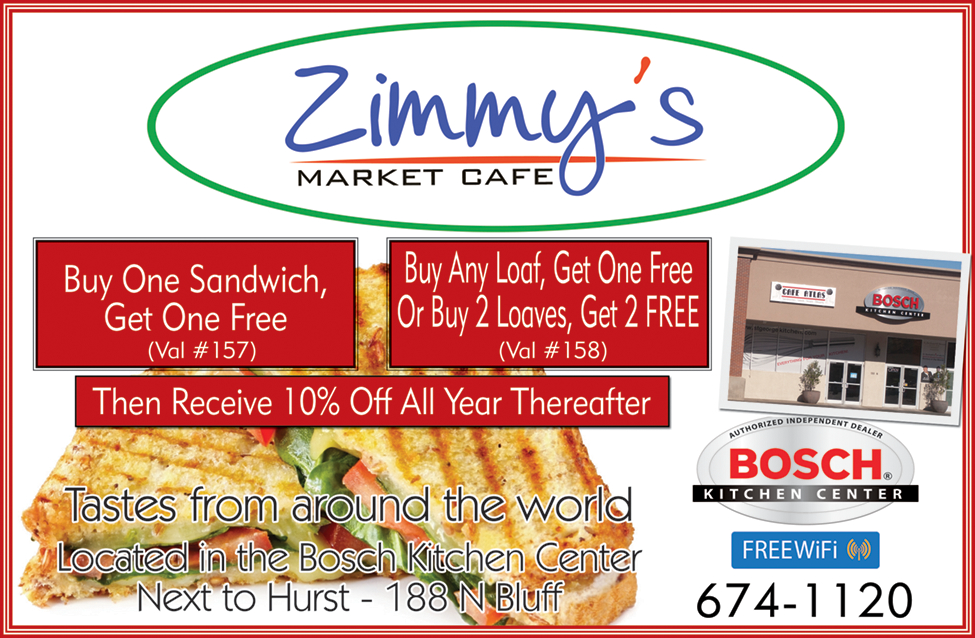 Zimmy's
MARKET CAFE
Buy One Sandwich,
Get One Free
(Val #157)
Buy Any Loaf, Get One Free
Or Buy 2 Loaves, Get 2 FREE
(Val #158)
Then Receive 10% Off All Year Thereafter
CAFE ATLAS
BOSCH
KITCHEN CENTER
AUTHORIZED INDEPENDENT DEALER
BOSCH®
KITCHEN CENTER
Tastes from around the world
Located in the Bosch Kitchen Center
Next to Hurst - 188 N Bluff
FREEWiFi
674-1120